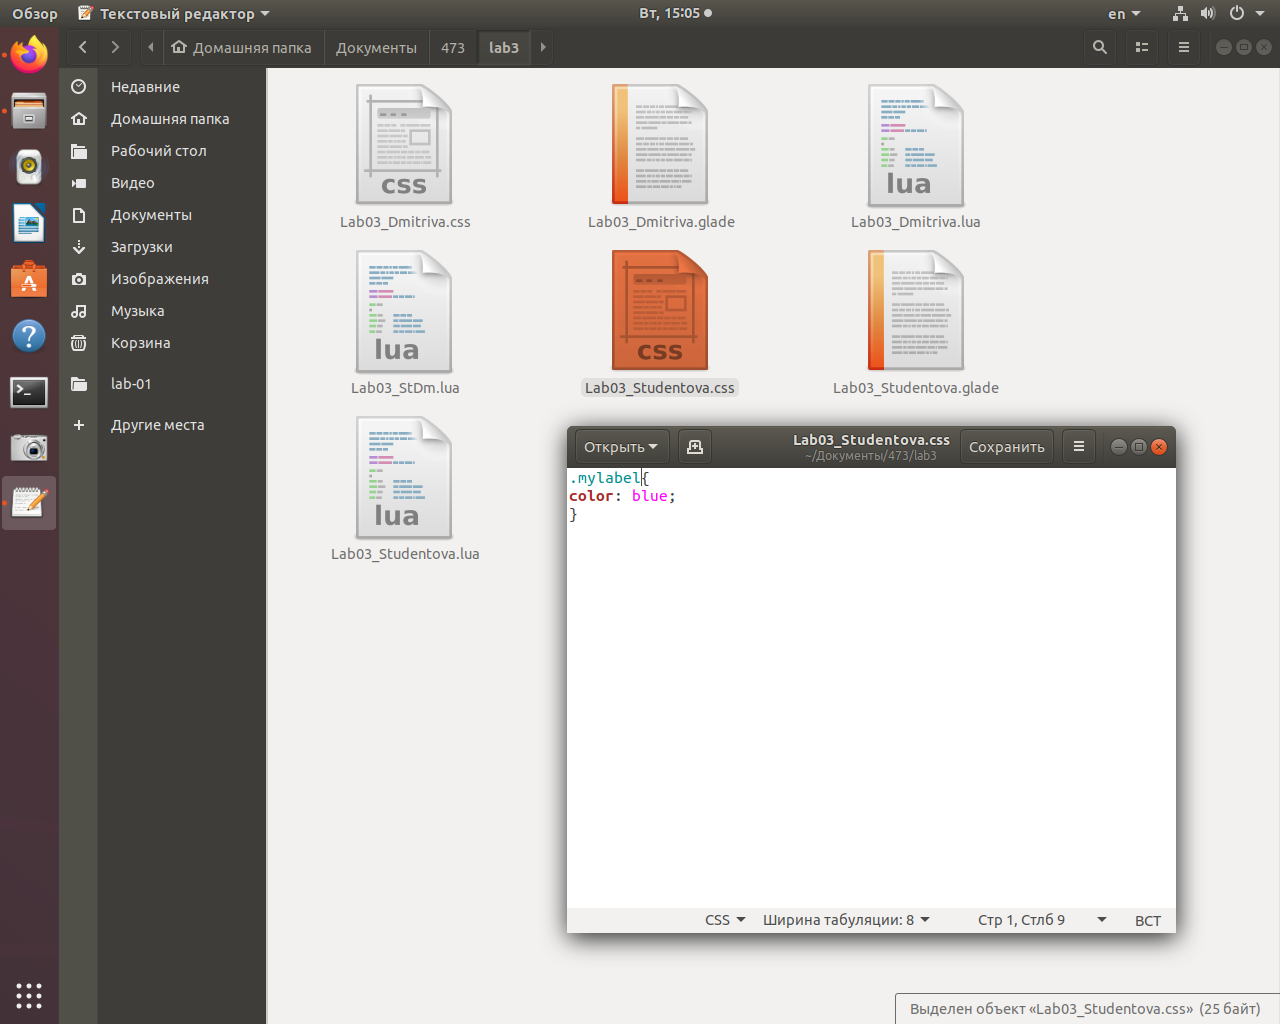 Обзор
Текстовый редактор
Вт, 15:05
en
Домашняя папка
Документы
473
lab3
Недавние
Домашняя папка
Рабочий стол
Видео
Документы
Загрузки
Изображения
Музыка
Корзина
lab-01
Другие места
css
Lab03_Dmitriva.css
Lab03_Dmitriva.glade
lua
Lab03_Dmitriva.lua
lua
Lab03_StDm.lua
css
Lab03_Studentova.css
Lab03_Studentova.glade
lua
Lab03_Studentova.lua
Открыть
Lab03_Studentova.css
~/Документы/473/lab3
Сохранить
.mylabel{
color: blue;
}
CSS
Ширина табуляции: 8
Стр 1, Стлб 9
ВСТ
Выделен объект «Lab03_Studentova.css» (25 байт)